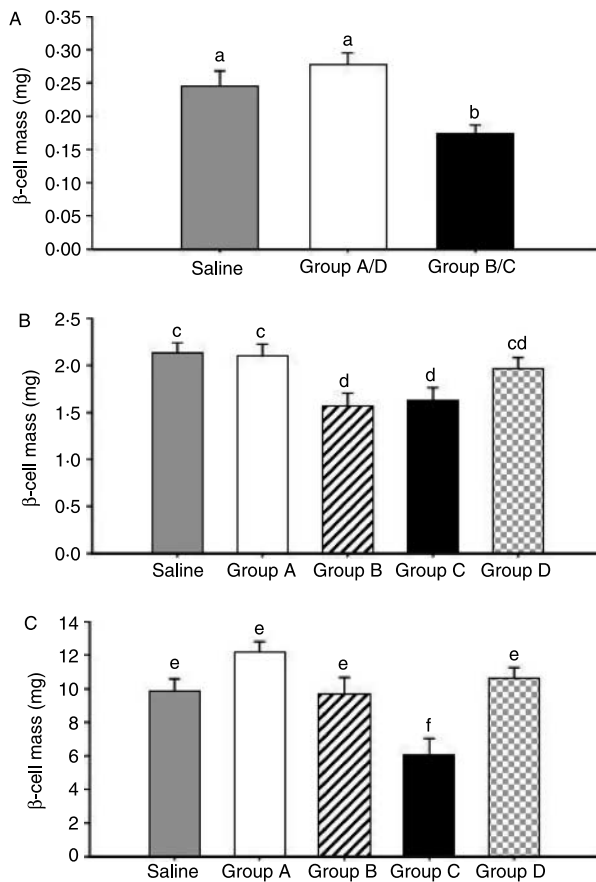 A
β-cell mass (mg)
0·35
0·30
0·25
0·20
0·15
0·10
0·05
0·00
a
a
b
Saline
Group A/D
Group B/C
B
β-cell mass (mg)
2·5
2·0
1·5
1·0
0·5
0·0
c
c
d
d
cd
Saline
Group A
Group B
Group C
Group D
C
β-cell mass (mg)
14
12
10
8
6
4
2
0
e
e
e
f
e
Saline
Group A
Group B
Group C
Group D